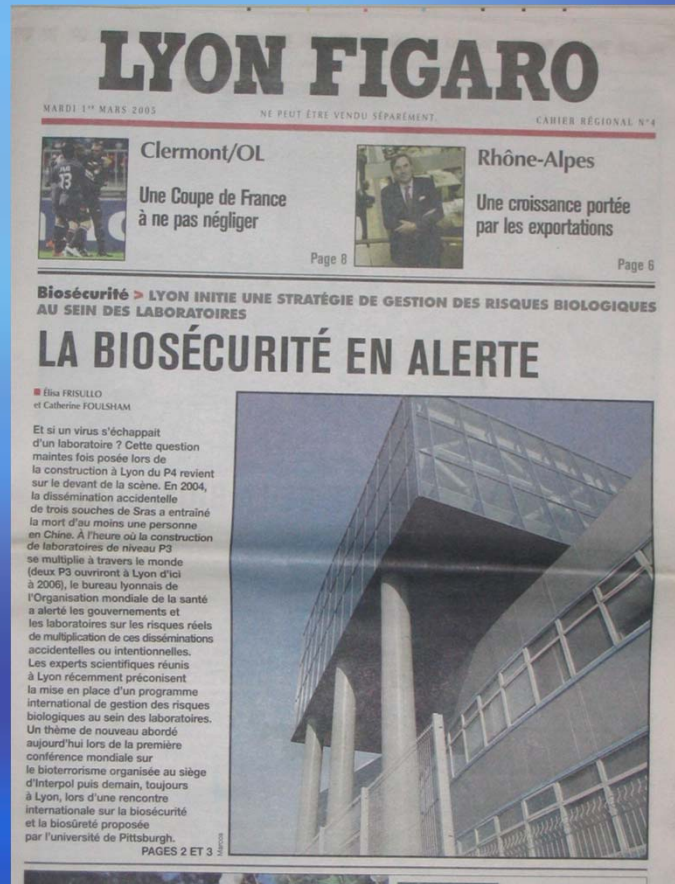 LYON FIGARO
MARDI 1er MARS 2005
NE PEUT ÊTRE VENDU SÉPARÉMENT.
CAHIER RÉGIONAL N°4
Clermont/OL
Une Coupe de France
à ne pas négliger
Page 8
Rhône-Alpes
Une croissance portée
par les exportations
Page 6
Biosécurité > LYON INITIE UNE STRATÉGIE DE GESTION DES RISQUES BIOLOGIQUES
AU SEIN DES LABORATOIRES
LA BIOSÉCURITÉ EN ALERTE
Élisa FRISULLO
et Catherine FOULSHAM
Et si un virus s'échappait
d'un laboratoire ? Cette question
maintes fois posée lors de
la construction à Lyon du P4 revient
sur le devant de la scène. En 2004,
la dissémination accidentelle
de trois souches de Sras a entraîné
la mort d'au moins une personne
en Chine. À l'heure où la construction
de laboratoires de niveau P3
se multiplie à travers le monde
(deux P3 ouvriront à Lyon d'ici
à 2006), le bureau lyonnais de
l'Organisation mondiale de la santé
a alerté les gouvernements et
les laboratoires sur les risques réels
de multiplication de ces disséminations
accidentelles ou intentionnelles.
Les experts scientifiques réunis
à Lyon récemment préconisent
la mise en place d'un programme
international de gestion des risques
biologiques au sein des laboratoires.
Un thème de nouveau abordé
aujourd'hui lors de la première
conférence mondiale sur
le bioterrorisme organisée au siège
d'Interpol puis demain, toujours
à Lyon, lors d'une rencontre
internationale sur la biosécurité
et la biosûreté proposée
par l'université de Pittsburgh.
PAGES 2 ET 3